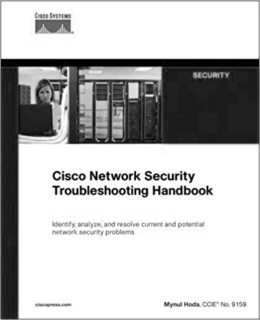 CISCO SYSTEMS
SECURITY
Cisco Network Security
Troubleshooting Handbook
Identify, analyze, and resolve current and potential
network security problems
ciscopress.com
Mynul Hoda, CCIE® No. 9159